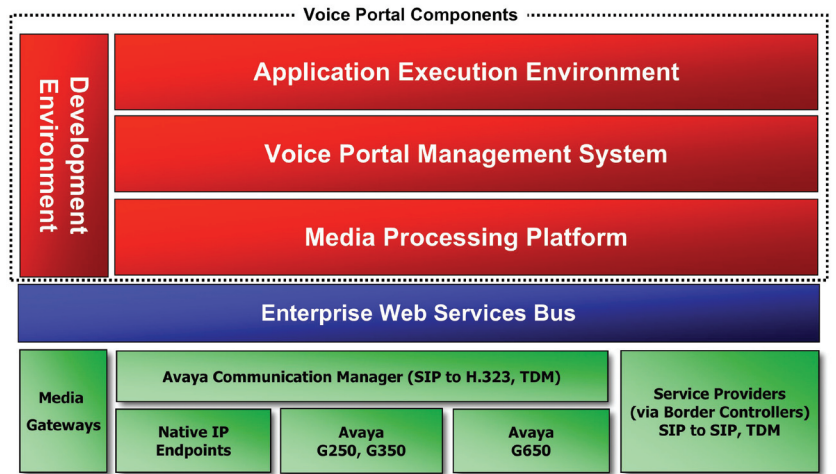 Voice Portal Components
Development
Environment
Application Execution Environment
Voice Portal Management System
Media Processing Platform
Enterprise Web Services Bus
Media
Gateways
Avaya Communication Manager (SIP to H.323, TDM)
Native IP
Endpoints
Avaya
G250, G350
Avaya
G650
Service Providers
(via Border Controllers)
SIP to SIP, TDM